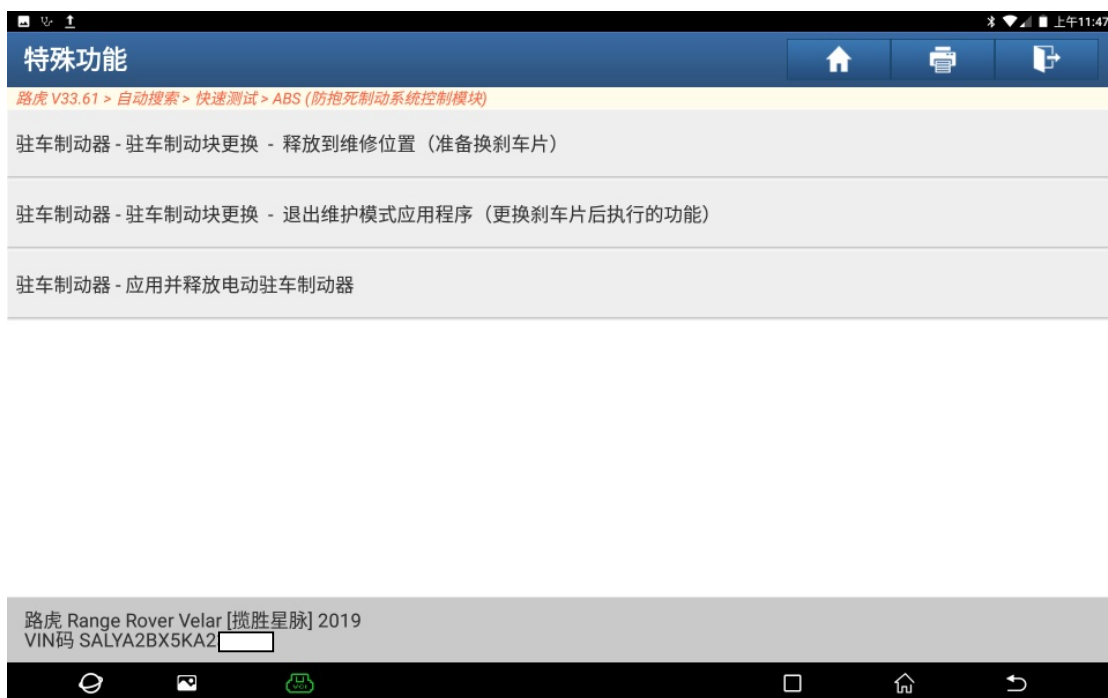 上午11:47
特殊功能
路虎 V33.61 > 自动搜索 > 快速测试 > ABS (防抱死制动系统控制模块)
驻车制动器 - 驻车制动块更换 - 释放到维修位置（准备换刹车片）
驻车制动器 - 驻车制动块更换 - 退出维护模式应用程序（更换刹车片后执行的功能）
驻车制动器 - 应用并释放电动驻车制动器
路虎 Range Rover Velar [揽胜星脉] 2019
VIN码 SALYA2BX5KA2
VCI